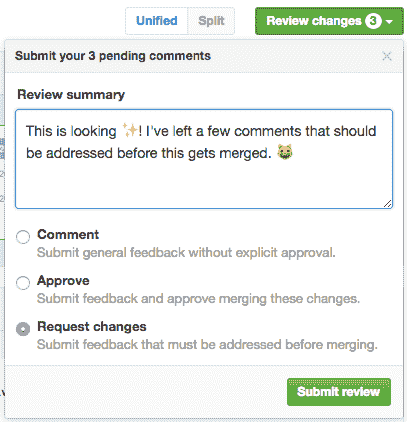 Unified Split Review changes 3
Submit your 3 pending comments
Review summary
This is looking ✨! I've left a few comments that should
be addressed before this gets merged. 😺
Comment
Submit general feedback without explicit approval.
Approve
Submit feedback and approve merging these changes.
Request changes
Submit feedback that must be addressed before merging.
Submit review